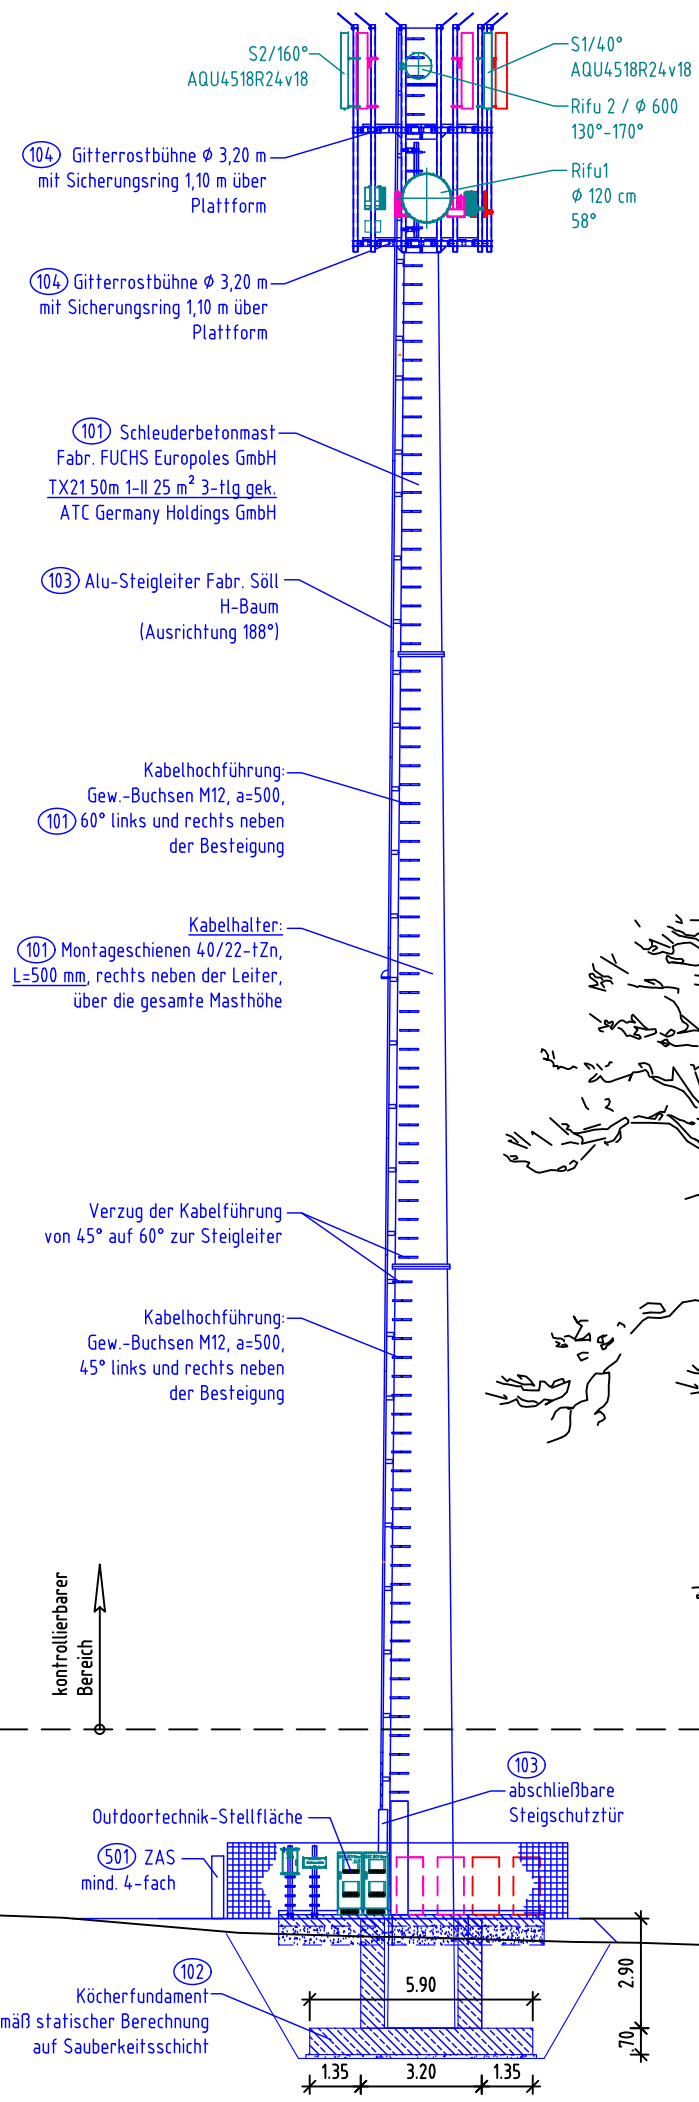 S2/160°
AQU4518R24v18
S1/40°
AQU4518R24v18
Rifu 2 / Ø 600
130°-170°
104 Gitterrostbühne Ø 3,20 m
mit Sicherungsring 1,10 m über
Plattform
Rifu1
Ø 120 cm
58°
104 Gitterrostbühne Ø 3,20 m
mit Sicherungsring 1,10 m über
Plattform
101 Schleuderbetonmast
Fabr. FUCHS Europoles GmbH
TX21 50m 1-II 25 m² 3-tlg gek.
ATC Germany Holdings GmbH
103 Alu-Steigleiter Fabr. Söll
H-Baum
(Ausrichtung 188°)
Kabelhochführung:
Gew.-Buchsen M12, a=500,
101 60° links und rechts neben
der Besteigung
Kabelhalter:
101 Montageschienen 40/22-tZn,
L=500 mm, rechts neben der Leiter,
über die gesamte Masthöhe
Verzug der Kabelführung
von 45° auf 60° zur Steigleiter
Kabelhochführung:
Gew.-Buchsen M12, a=500,
45° links und rechts neben
der Besteigung
kontrollierbarer
Bereich
103
abschließbare
Steigschutztür
Outdoortechnik-Stellfläche
501 ZAS
mind. 4-fach
102
Köcherfundament
mäß statischer Berechnung
auf Sauberkeitsschicht
5.90
2.90
.70
1.35
3.20
1.35